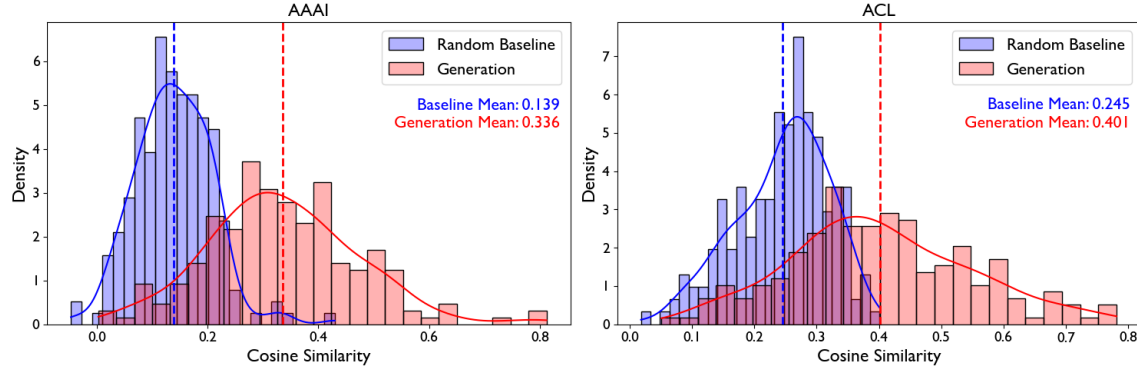 AAAI
Random Baseline
Generation
Baseline Mean: 0.139
Generation Mean: 0.336
Density
6
5
4
3
2
1
0
0.0 0.2 0.4 0.6 0.8
Cosine Similarity
ACL
Random Baseline
Generation
Baseline Mean: 0.245
Generation Mean: 0.401
Density
7
6
5
4
3
2
1
0
0.0 0.1 0.2 0.3 0.4 0.5 0.6 0.7 0.8
Cosine Similarity